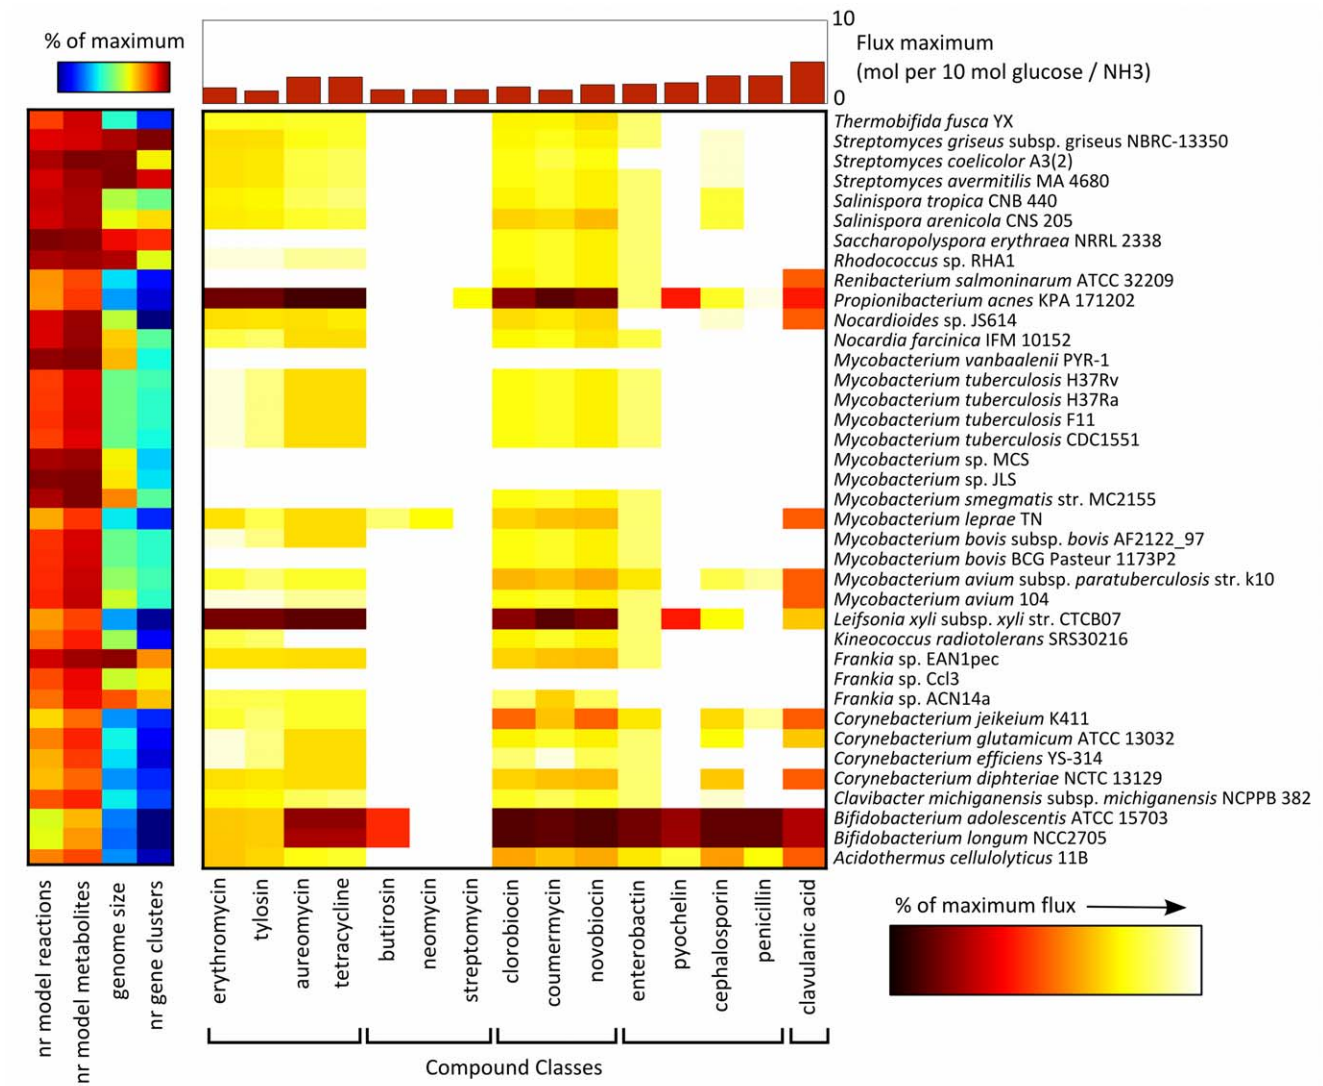 % of maximum
10
Flux maximum
(mol per 10 mol glucose / NH3)
0
Thermobifida fusca YX
Streptomyces griseus subsp. griseus NBRC-13350
Streptomyces coelicolor A3(2)
Streptomyces avermitilis MA 4680
Salinispora tropica CNB 440
Salinispora arenicola CNS 205
Saccharopolyspora erythraea NRRL 2338
Rhodococcus sp. RHA1
Renibacterium salmoninarum ATCC 32209
Propionibacterium acnes KPA 171202
Nocardioides sp. JS614
Nocardia farcinica IFM 10152
Mycobacterium vanbaalenii PYR-1
Mycobacterium tuberculosis H37Rv
Mycobacterium tuberculosis H37Ra
Mycobacterium tuberculosis F11
Mycobacterium tuberculosis CDC1551
Mycobacterium sp. MCS
Mycobacterium sp. JLS
Mycobacterium smegmatis str. MC2155
Mycobacterium leprae TN
Mycobacterium bovis subsp. bovis AF2122_97
Mycobacterium bovis BCG Pasteur 1173P2
Mycobacterium avium subsp. paratuberculosis str. k10
Mycobacterium avium 104
Leifsonia xyli subsp. xyli str. CTCB07
Kineococcus radiotolerans SRS30216
Frankia sp. EAN1pec
Frankia sp. Ccl3
Frankia sp. ACN14a
Corynebacterium jeikeium K411
Corynebacterium glutamicum ATCC 13032
Corynebacterium efficiens YS-314
Corynebacterium diphteriae NCTC 13129
Clavibacter michiganensis subsp. michiganensis NCPPB 382
Bifidobacterium adolescentis ATCC 15703
Bifidobacterium longum NCC2705
Acidothermus cellulolyticus 11B
nr model reactions
nr model metabolites
genome size
nr gene clusters
erythromycin
tylosin
aureomycin
tetracycline
butirosin
neomycin
streptomycin
clorobiocin
coumermycin
novobiocin
enterobactin
pyochelin
cephalosporin
penicillin
clavulanic acid
% of maximum flux
Compound Classes